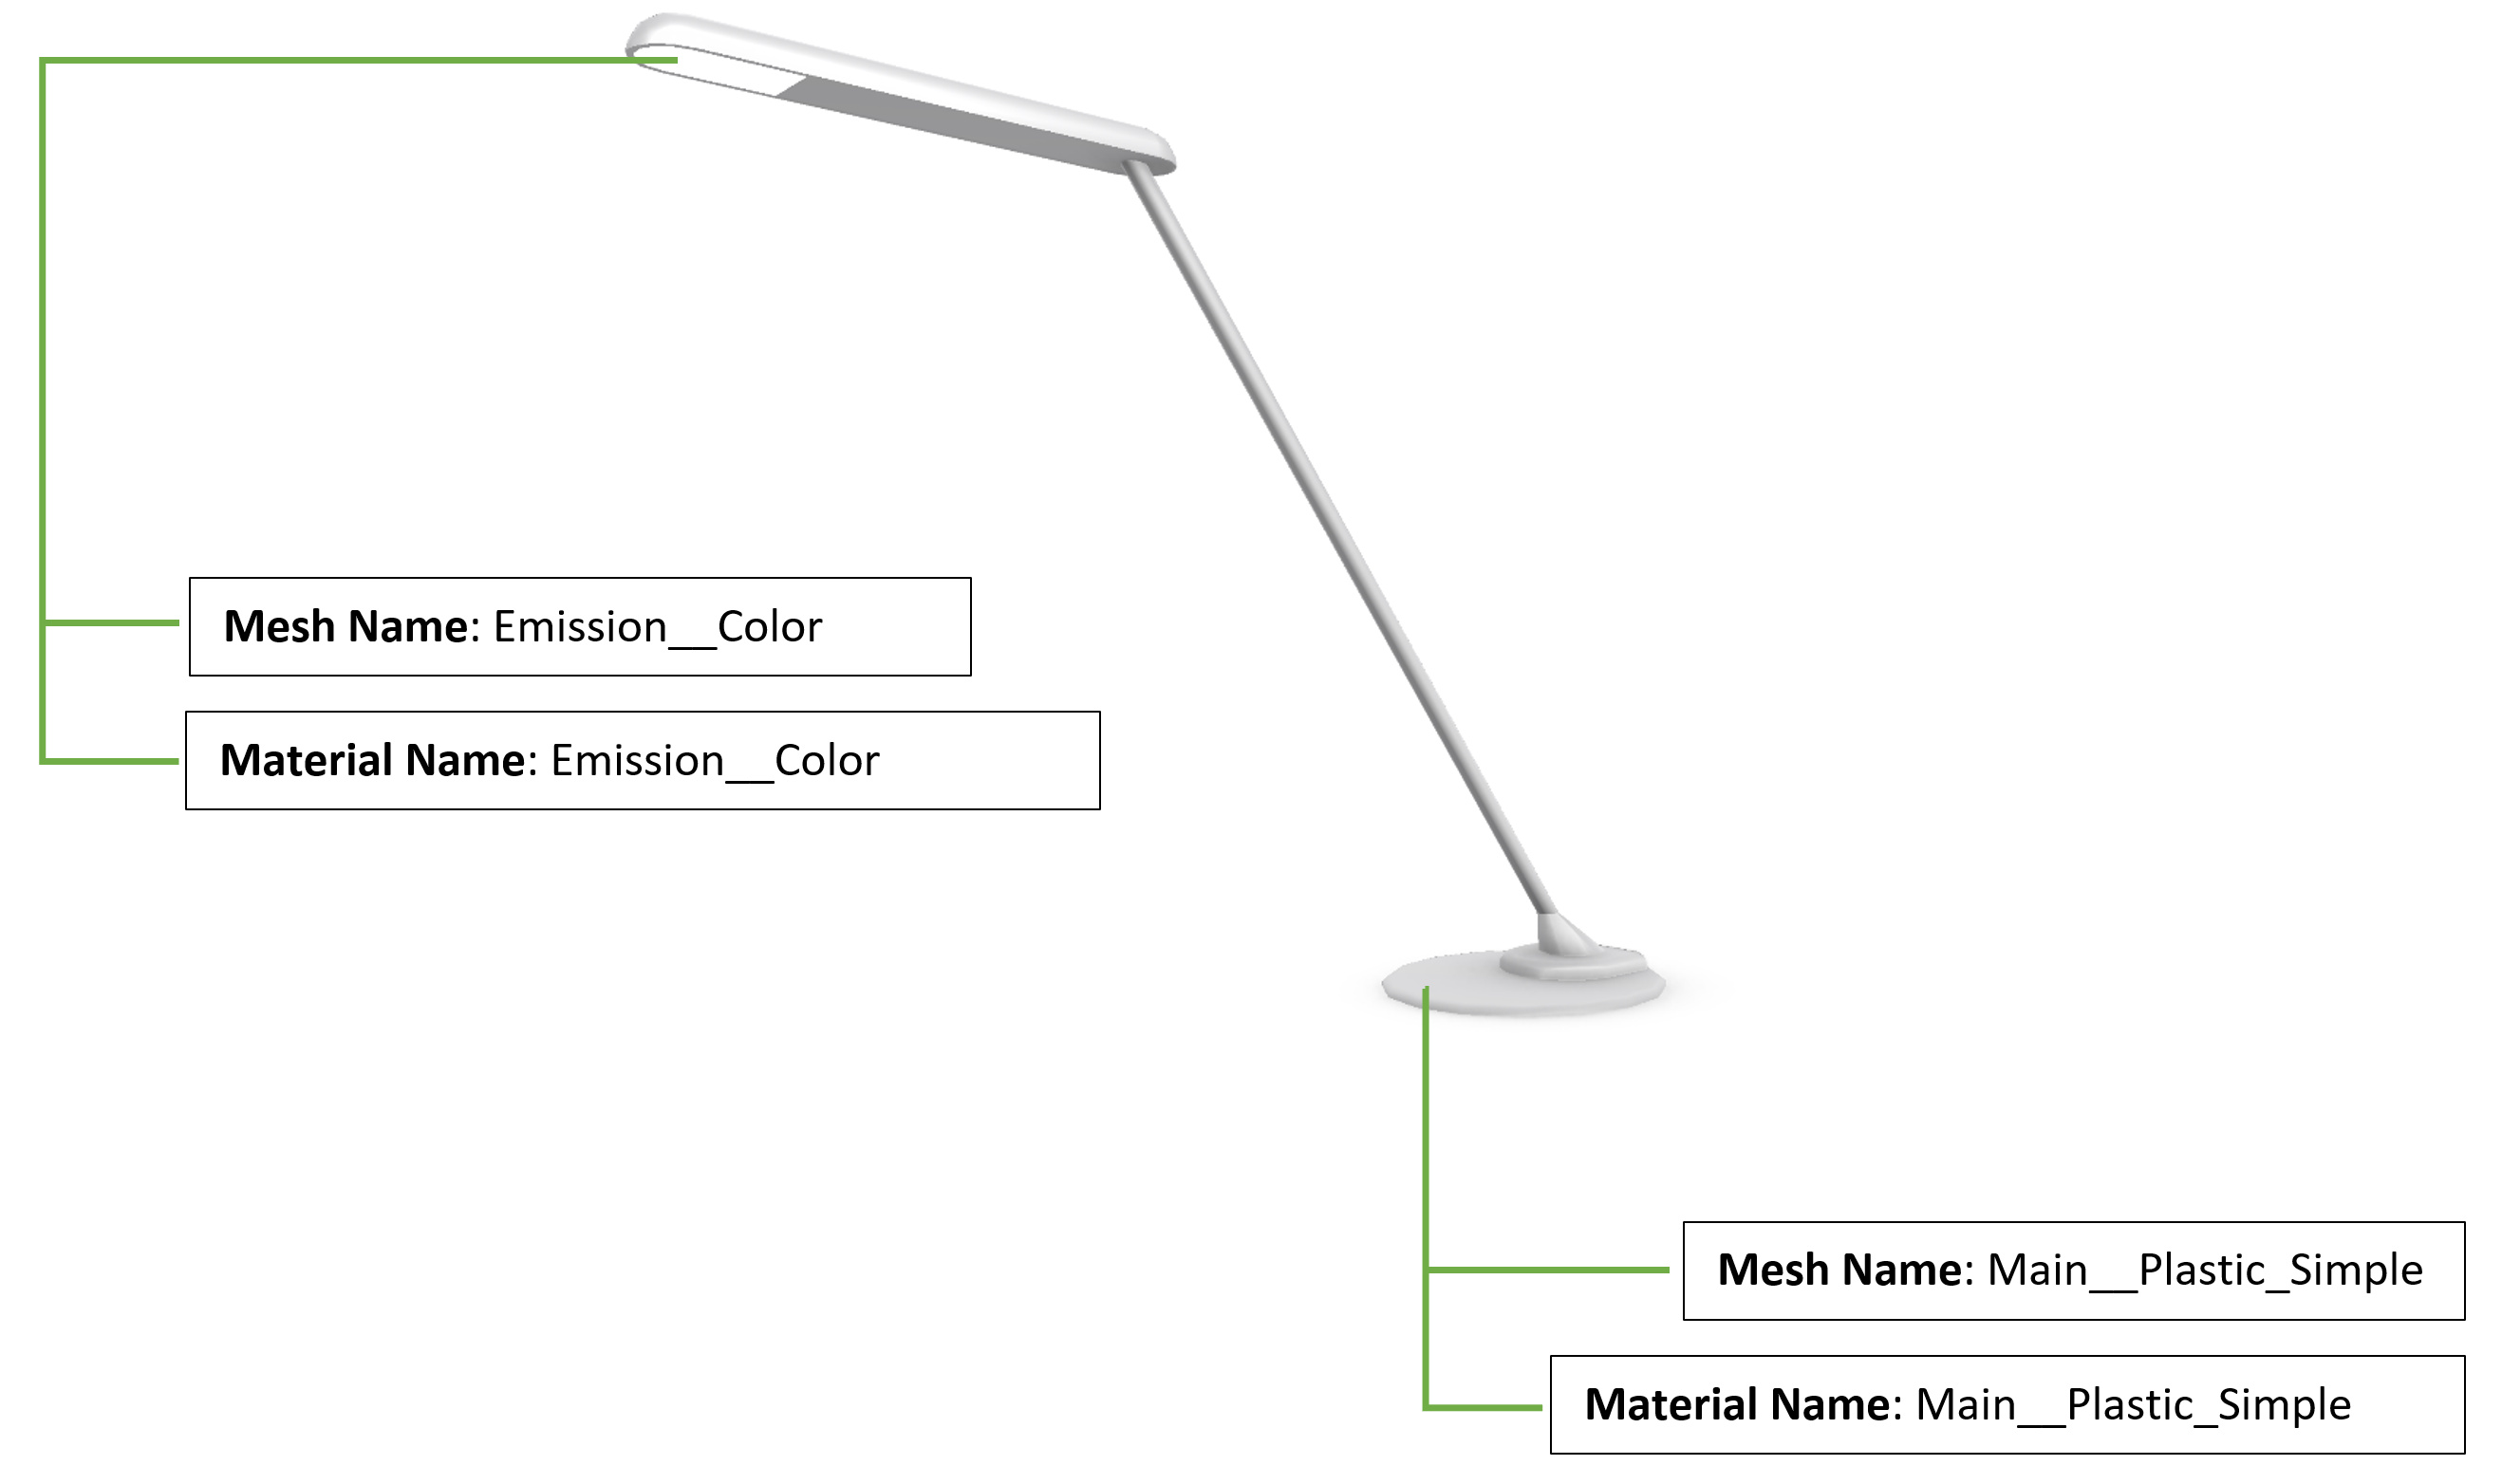 Mesh Name: Emission__Color
Material Name: Emission__Color
Mesh Name: Main__Plastic_Simple
Material Name: Main__Plastic_Simple